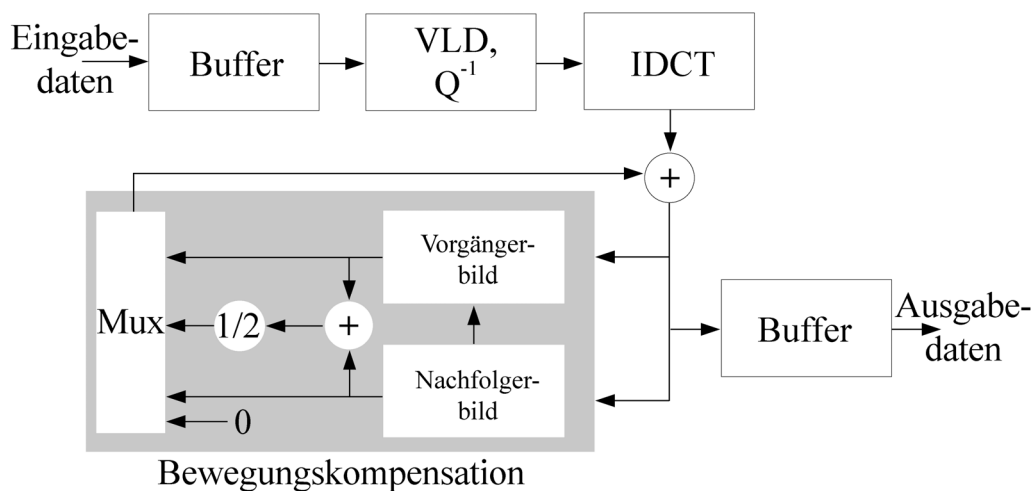 Eingabe-
daten
Buffer
VLD,
Q⁻¹
IDCT
+
Vorgänger-
bild
Mux
1/2
+
Nachfolger-
bild
0
Buffer
Ausgabe-
daten
Bewegungskompensation